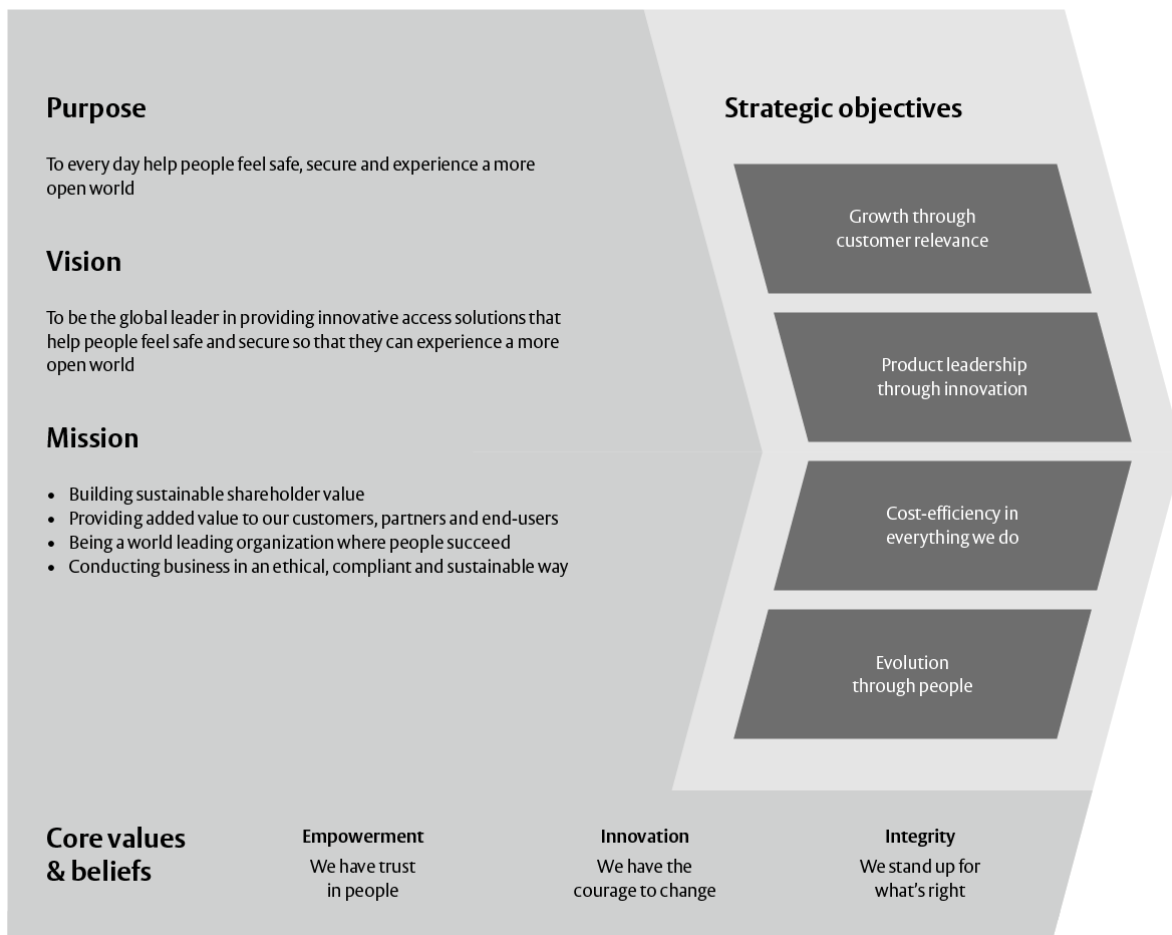 Purpose
To every day help people feel safe, secure and experience a more
open world
Vision
To be the global leader in providing innovative access solutions that
help people feel safe and secure so that they can experience a more
open world
Mission
• Building sustainable shareholder value
• Providing added value to our customers, partners and end-users
• Being a world leading organization where people succeed
• Conducting business in an ethical, compliant and sustainable way
Strategic objectives
Growth through
customer relevance
Product leadership
through innovation
Cost-efficiency in
everything we do
Evolution
through people
Core values
& beliefs
Empowerment
We have trust
in people
Innovation
We have the
courage to change
Integrity
We stand up for
what's right